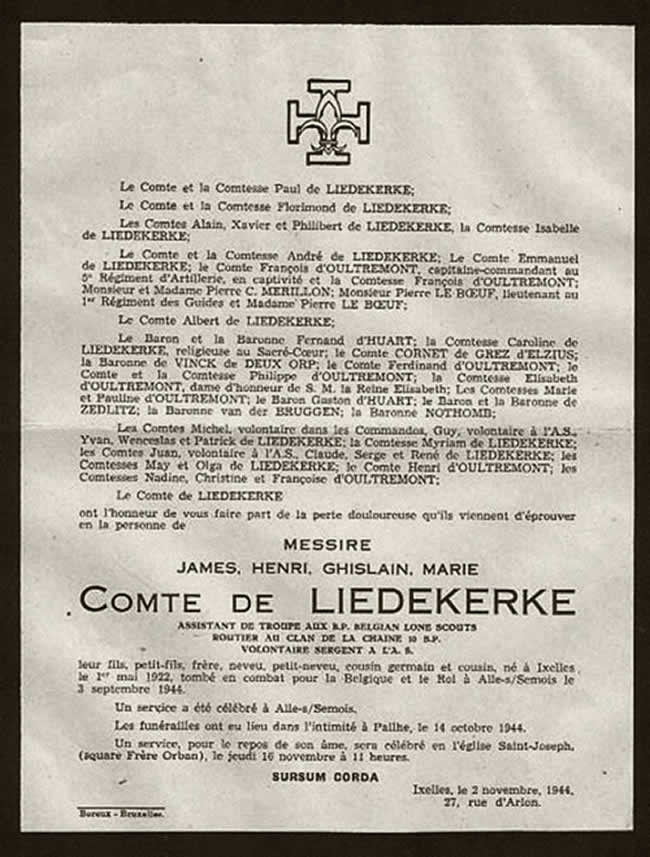 Le Comte et la Comtesse Paul de LIEDEKERKE;
Le Comte et la Comtesse Florimond de LIEDEKERKE;
Les Comtes Alain, Xavier et Philibert de LIEDEKERKE, la Comtesse Isabelle
de LIEDEKERKE;
Le Comte et la Comtesse André de LIEDEKERKE; Le Comte Emmanuel
de LIEDEKERKE; le Comte François d'OULTREMONT, capitaine-commandant au
5e Régiment d'Artillerie, en captivité et la Comtesse François d'OULTREMONT;
Monsieur et Madame Pierre C. MERILLON; Monsieur Pierre LE BŒUF, lieutenant au
1er Régiment des Guides et Madame Pierre LE BŒUF;
Le Comte Albert de LIEDEKERKE;
Le Baron et la Baronne Fernand d'HUART; la Comtesse Caroline de
LIEDEKERKE, religieuse au Sacré-Cœur; le Comte CORNET de GREZ d'ELZIUS;
la Baronne de VINCK de DEUX ORP; le Comte Ferdinand d'OULTREMONT; le
Comte et la Comtesse Philippe d'OULTREMONT; la Comtesse Elisabeth
d'OULTREMONT, dame d'honneur de S. M. la Reine Elisabeth; Les Comtesses Marie
et Pauline d'OULTREMONT; le Baron Gaston d'HUART; le Baron et la Baronne de
ZEDLITZ; la Baronne van der BRUGGEN; la Baronne NOTHOMB;
Les Comtes Michel, volontaire dans les Commandos, Guy, volontaire à l'A.S.,
Yvan, Wenceslas et Patrick de LIEDEKERKE; la Comtesse Myriam de LIEDEKERKE;
les Comtes Juan, volontaire à l'A.S., Claude, Serge et René de LIEDEKERKE; les
Comtesses May et Olga de LIEDEKERKE; le Comte Henri d'OULTREMONT; les
Comtesses Nadine, Christine et Françoise d'OULTREMONT;
Le Comte de LIEDEKERKE
ont l'honneur de vous faire part de la perte douloureuse qu'ils viennent d'éprouver
en la personne de
MESSIRE
JAMES, HENRI, GHISLAIN, MARIE
COMTE DE LIEDEKERKE
ASSISTANT DE TROUPE AUX B.P. BELGIAN LONE SCOUTS
ROUTIER AU CLAN DE LA CHAINE 10 B.P.
VOLONTAIRE SERGENT A L'A. S.
leur fils, petit-fils, frère, neveu, petit-neveu, cousin germain et cousin, né à Ixelles
le 1er mai 1922, tombé en combat pour la Belgique et le Roi à Alle-s/Semois le
3 septembre 1944.
Un service a été célébré à Alle-s/Semois.
Les funérailles ont eu lieu dans l'intimité à Pailhe, le 14 octobre 1944.
Un service, pour le repos de son âme, sera célébré en l'église Saint-Joseph,
(square Frère Orban), le jeudi 16 novembre à 11 heures.
SURSUM CORDA
Ixelles, le 2 novembre, 1944.
27, rue d'Arlon.
Boreux - Bruxelles.